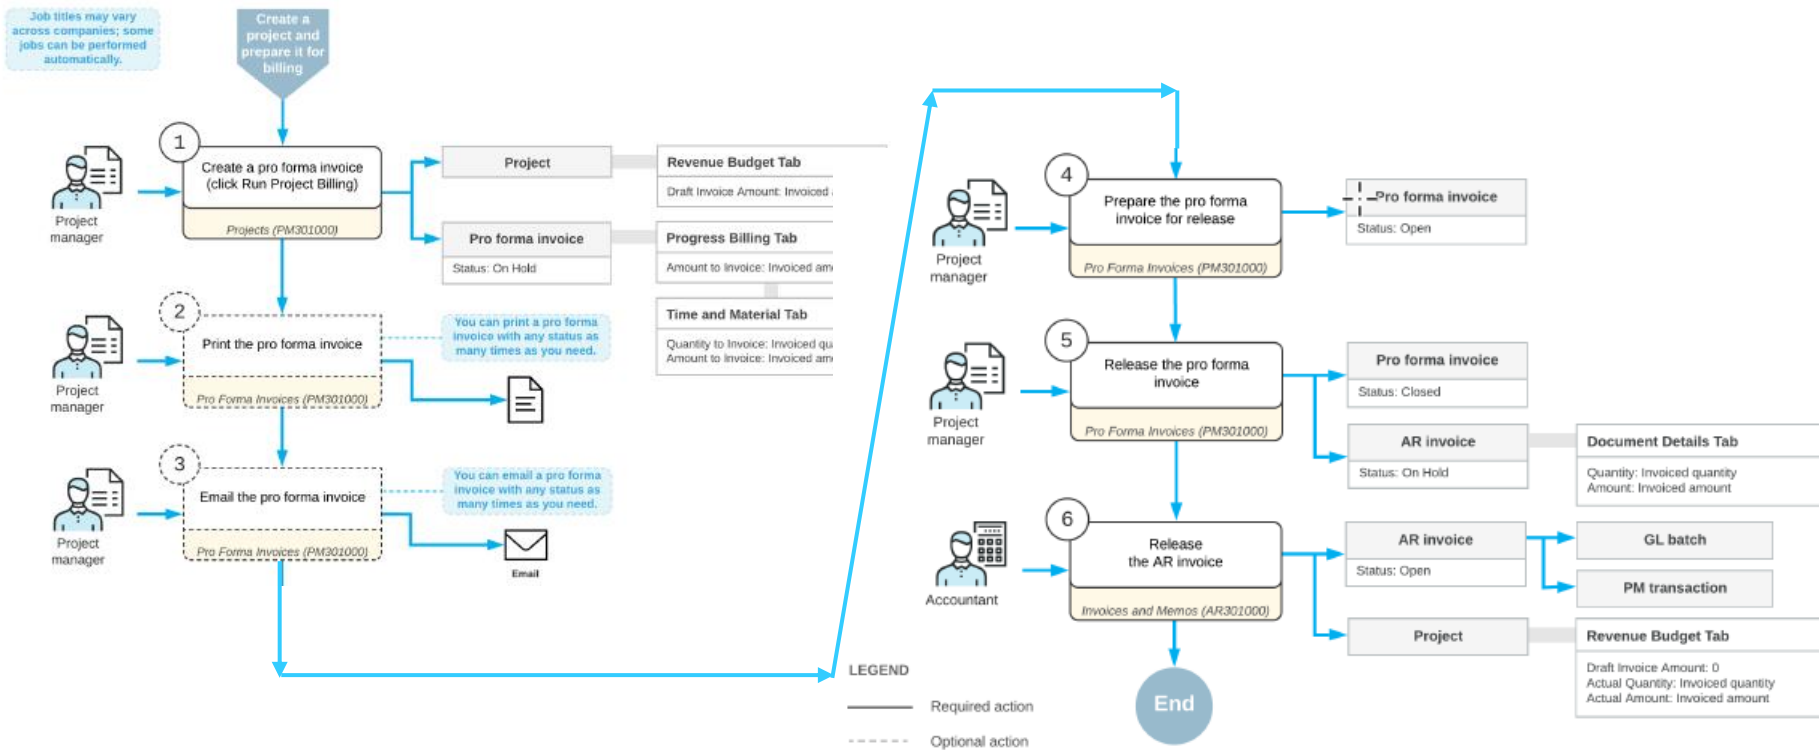 Job titles may vary
across companies; some
jobs can be performed
automatically.
Create a
project and
prepare it for
billing
1
Create a pro forma invoice
(click Run Project Billing)
Projects (PM301000)
Project
manager
Project
Revenue Budget Tab
Draft Invoice Amount: Invoiced
Pro forma invoice
Status: On Hold
Progress Billing Tab
Amount to Invoice: Invoiced am
Time and Material Tab
Quantity to Invoice: Invoiced qu
Amount to Invoice: Invoiced am
2
Print the pro forma invoice
Pro Forma Invoices (PM301000)
Project
manager
You can print a pro forma
invoice with any status as
many times as you need.
3
Email the pro forma invoice
Pro Forma Invoices (PM301000)
Project
manager
You can email a pro forma
invoice with any status as
many times as you need.
Email
4
Prepare the pro forma
invoice for release
Pro Forma Invoices (PM301000)
Project
manager
Pro forma invoice
Status: Open
5
Release the pro forma
invoice
Pro Forma Invoices (PM301000)
Project
manager
Pro forma invoice
Status: Closed
AR invoice
Status: On Hold
Document Details Tab
Quantity: Invoiced quantity
Amount: Invoiced amount
6
Release
the AR invoice
Invoices and Memos (AR301000)
Accountant
AR invoice
Status: Open
GL batch
PM transaction
Project
Revenue Budget Tab
Draft Invoice Amount: 0
Actual Quantity: Invoiced quantity
Actual Amount: Invoiced amount
End
LEGEND
Required action
Optional action